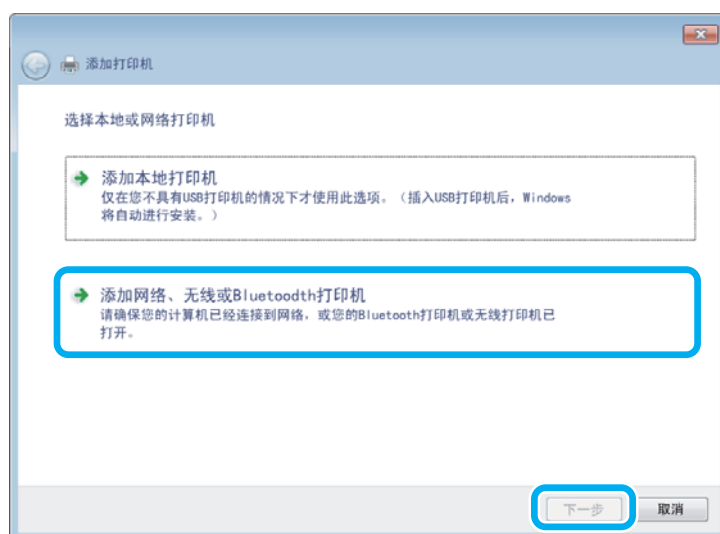 添加打印机
选择本地或网络打印机
添加本地打印机
仅在您不具有USB打印机的情况下才使用此选项。（插入USB打印机后，Windows
将自动进行安装。）
添加网络、无线或Bluetoodth打印机
请确保您的计算机已经连接到网络，或您的Bluetooth打印机或无线打印机已
打开。
下一步
取消